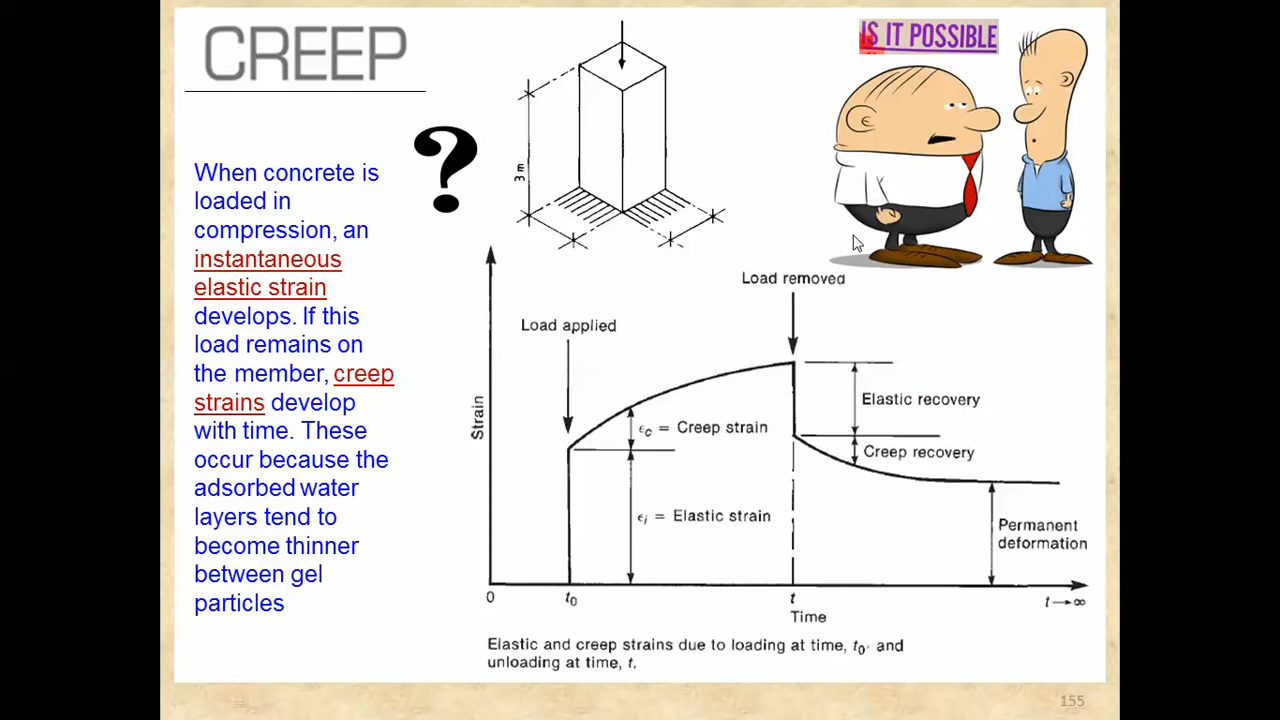 CREEP
?
IS IT POSSIBLE
3 m
When concrete is
loaded in
compression, an
instantaneous
elastic strain
develops. If this
load remains on
the member, creep
strains develop
with time. These
occur because the
adsorbed water
layers tend to
become thinner
between gel
particles
Load removed
Load applied
Strain
Elastic recovery
ϵc = Creep strain
Creep recovery
ϵi = Elastic strain
Permanent
deformation
0
t0
t
t→∞
Time
Elastic and creep strains due to loading at time, t0, and
unloading at time, t.
155